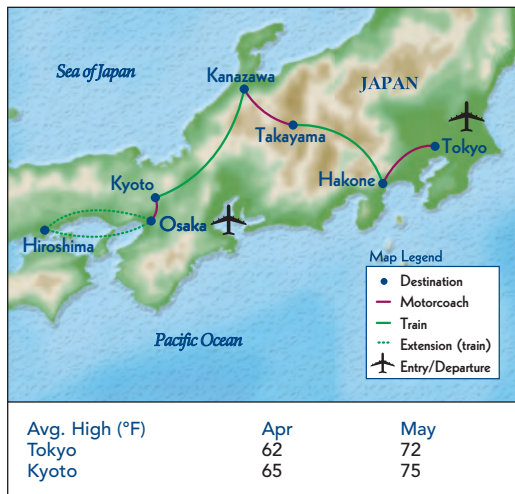 Sea of Japan
Kanazawa
JAPAN
Takayama
Tokyo
Kyoto
Hakone
Osaka
Hiroshima
Pacific Ocean
Map Legend
Destination
Motorcoach
Train
Extension (train)
Entry/Departure
Avg. High (°F) Apr May
Tokyo 62 72
Kyoto 65 75